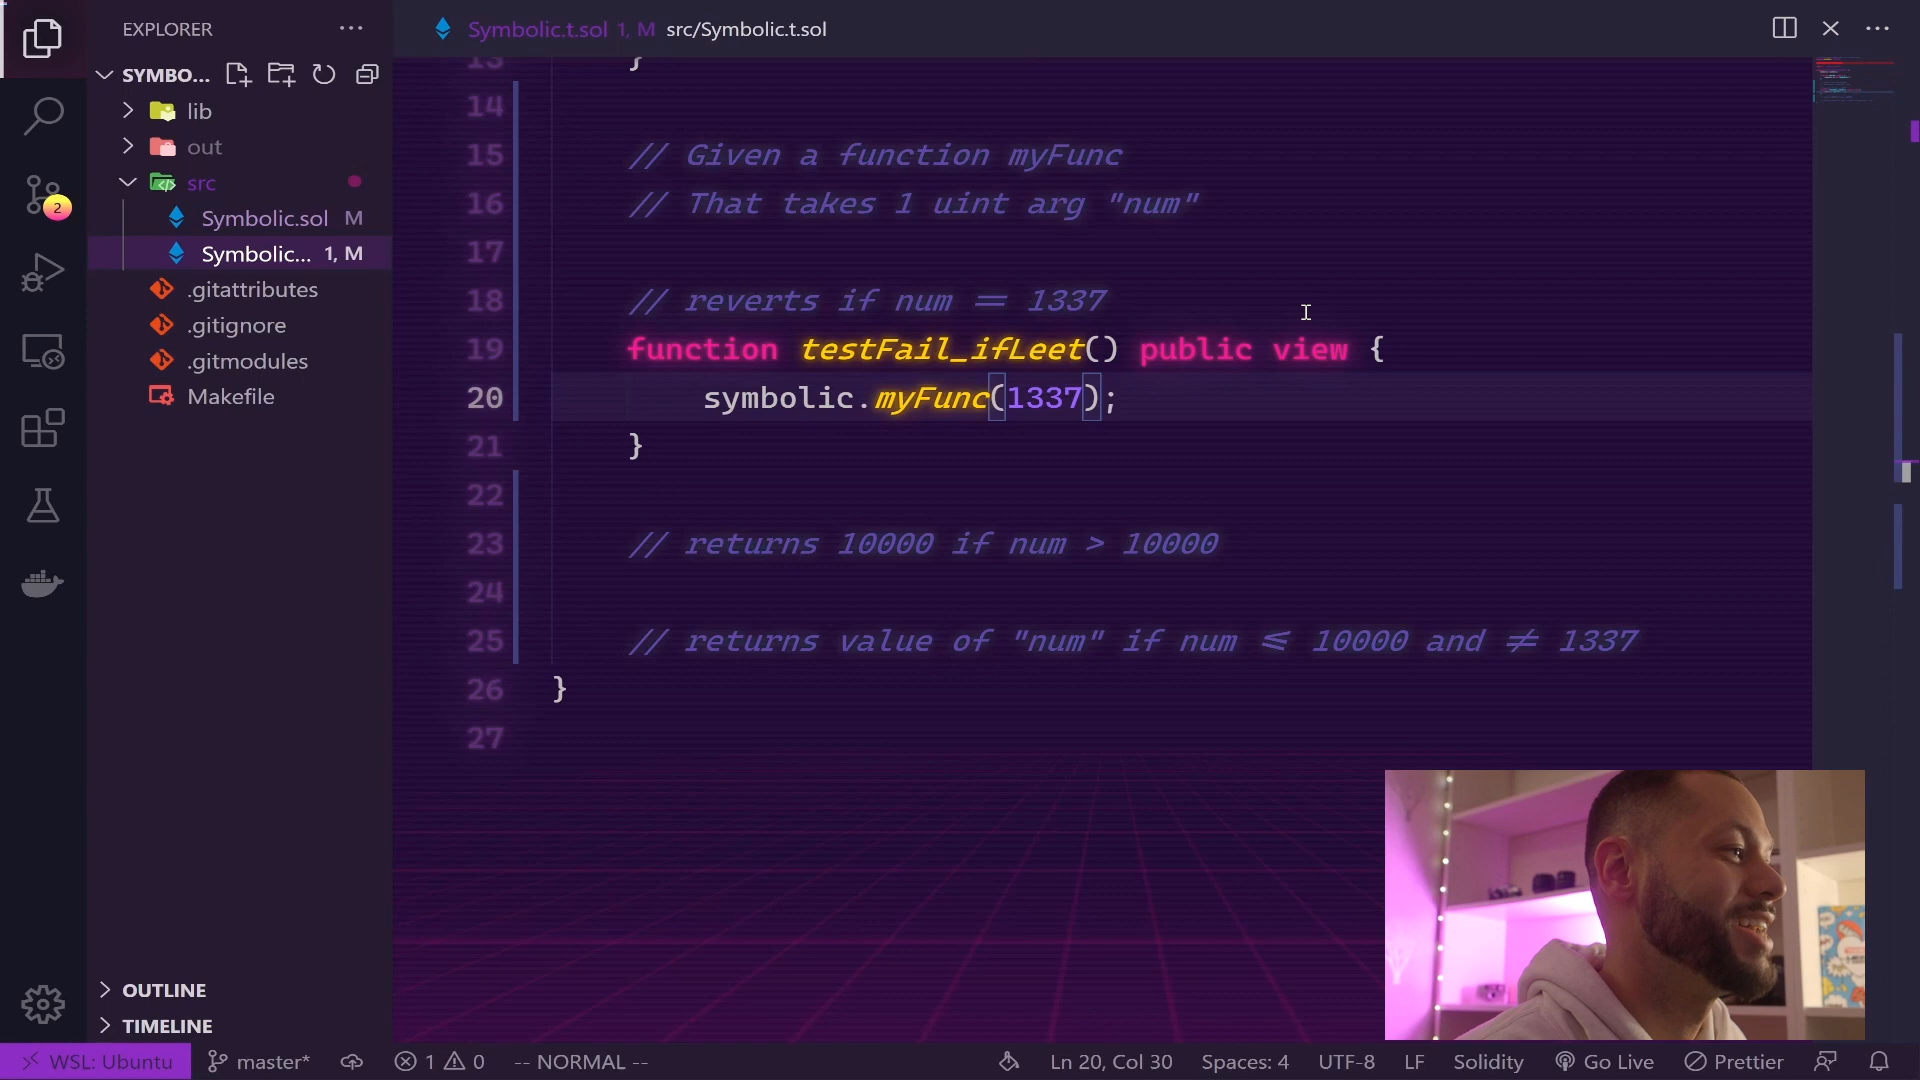 EXPLORER
SYMBO...
lib
out
src
Symbolic.sol M
Symbolic... 1, M
.gitattributes
.gitignore
.gitmodules
Makefile
OUTLINE
TIMELINE
Symbolic.t.sol 1, M src/Symbolic.t.sol
13 }
14
15 // Given a function myFunc
16 // That takes 1 uint arg "num"
17
18 // reverts if num == 1337
19 function testFail_ifLeet() public view {
20 symbolic.myFunc(1337);
21 }
22
23 // returns 10000 if num > 10000
24
25 // returns value of "num" if num <= 10000 and != 1337
26 }
27
2
WSL: Ubuntu master* 1 0 -- NORMAL -- Ln 20, Col 30 Spaces: 4 UTF-8 LF Solidity Go Live Prettier